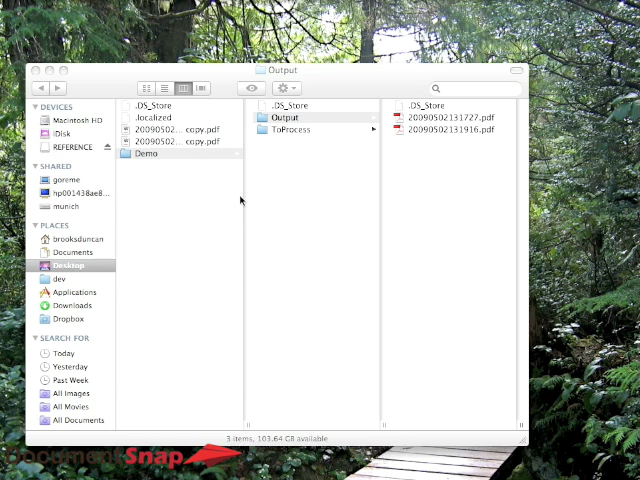 Output
DEVICES
Macintosh HD
iDisk
REFERENCE
SHARED
goreme
hp001438ae8...
munich
PLACES
brooksduncan
Documents
Desktop
dev
Applications
Downloads
Dropbox
SEARCH FOR
Today
Yesterday
Past Week
All Images
All Movies
All Documents
.DS_Store
.localized
20090502... copy.pdf
20090502... copy.pdf
Demo
.DS_Store
Output
ToProcess
.DS_Store
20090502131727.pdf
20090502131916.pdf
3 items, 103.64 GB available
DocumentSnap